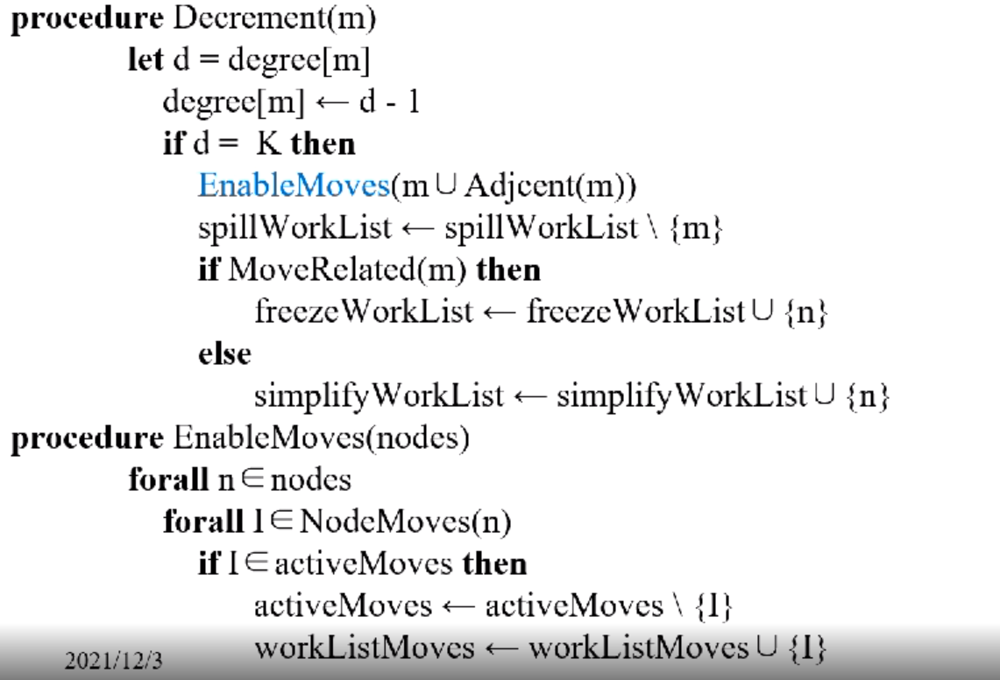 procedure Decrement(m)
let d = degree[m]
degree[m] ← d - 1
if d = K then
EnableMoves(m ∪ Adjcent(m))
spillWorkList ← spillWorkList \ {m}
if MoveRelated(m) then
freezeWorkList ← freezeWorkList ∪ {n}
else
simplifyWorkList ← simplifyWorkList ∪ {n}
procedure EnableMoves(nodes)
forall n ∈ nodes
forall I ∈ NodeMoves(n)
if I ∈ activeMoves then
activeMoves ← activeMoves \ {I}
workListMoves ← workListMoves ∪ {I}
2021/12/3